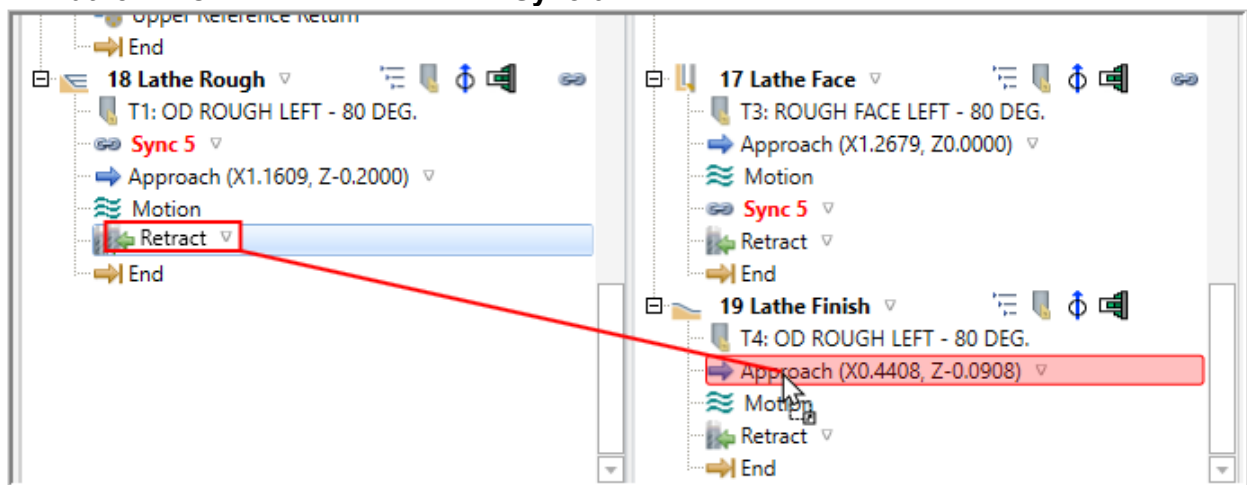 Upper Reference Return
End
18 Lathe Rough
T1: OD ROUGH LEFT - 80 DEG.
Sync 5
Approach (X1.1609, Z-0.2000)
Motion
Retract
End
17 Lathe Face
T3: ROUGH FACE LEFT - 80 DEG.
Approach (X1.2679, Z0.0000)
Motion
Sync 5
Retract
End
19 Lathe Finish
T4: OD ROUGH LEFT - 80 DEG.
Approach (X0.4408, Z-0.0908)
Motion
Retract
End